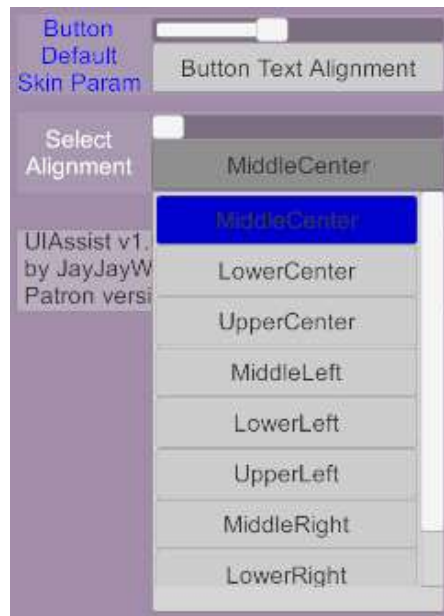 Button
Default
Skin Param
Button Text Alignment
Select
Alignment
MiddleCenter
MiddleCenter
LowerCenter
UpperCenter
MiddleLeft
LowerLeft
UpperLeft
MiddleRight
LowerRight
UIAssist v1.
by JayJayW
Patron versi